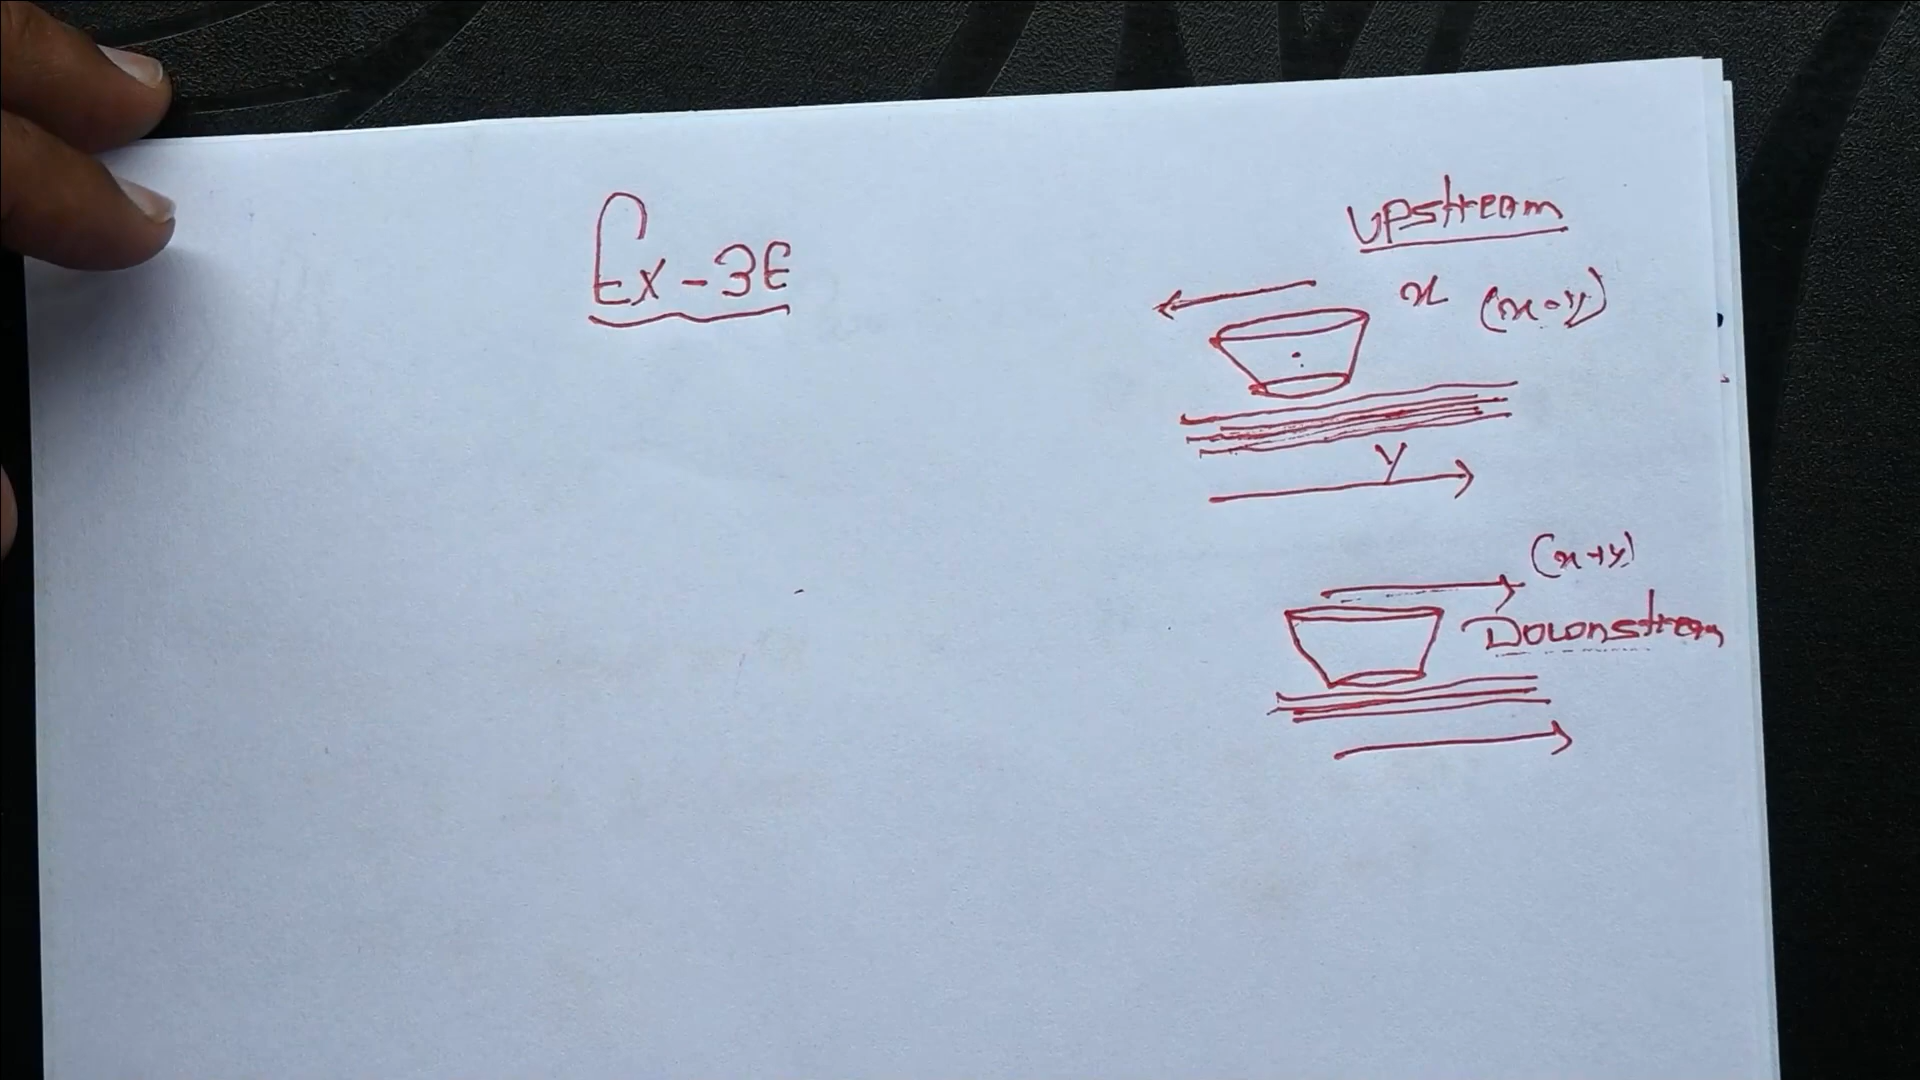 Ex-3E
Upstream
x (x-y)
y
(x+y)
Downstream